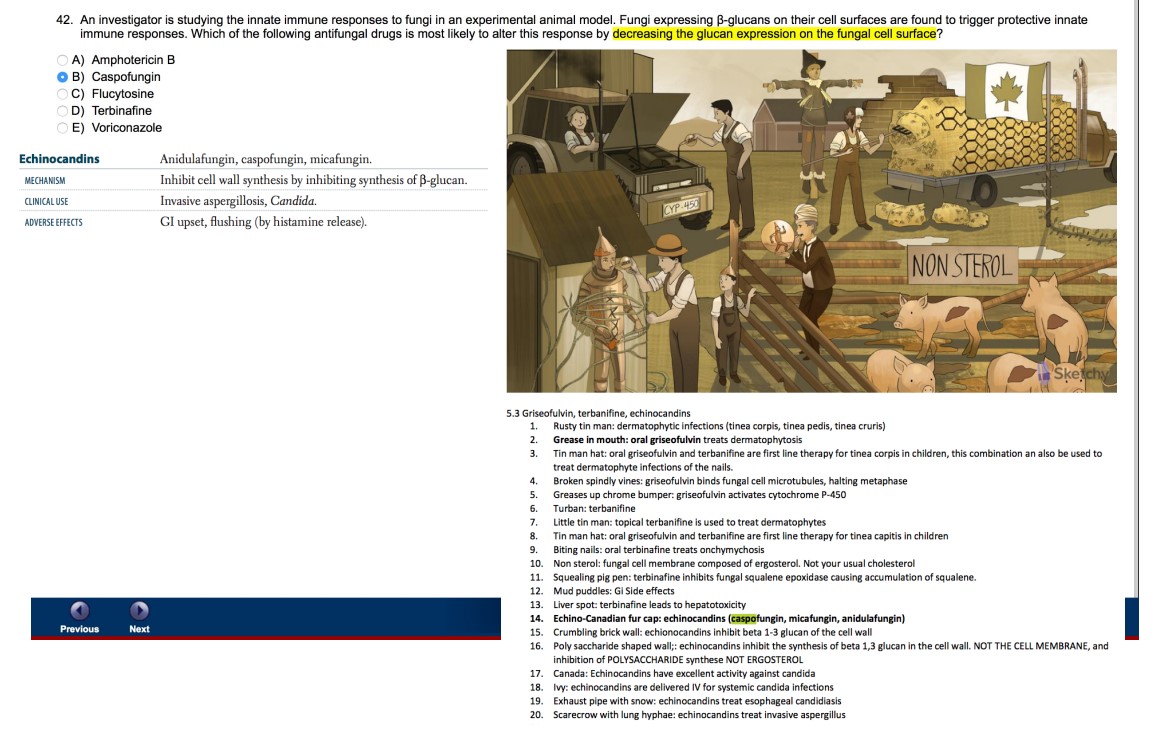 42. An investigator is studying the innate immune responses to fungi in an experimental animal model. Fungi expressing β-glucans on their cell surfaces are found to trigger protective innate
immune responses. Which of the following antifungal drugs is most likely to alter this response by decreasing the glucan expression on the fungal cell surface?
A) Amphotericin B
B) Caspofungin
C) Flucytosine
D) Terbinafine
E) Voriconazole
Echinocandins Anidulafungin, caspofungin, micafungin.
MECHANISM Inhibit cell wall synthesis by inhibiting synthesis of β-glucan.
CLINICAL USE Invasive aspergillosis, Candida.
ADVERSE EFFECTS GI upset, flushing (by histamine release).
CYP-450
NON STEROL
Sketchy
5.3 Griseofulvin, terbanifine, echinocandins
1. Rusty tin man: dermatophytic infections (tinea corpis, tinea pedis, tinea cruris)
2. Grease in mouth: oral griseofulvin treats dermatophytosis
3. Tin man hat: oral griseofulvin and terbanifine are first line therapy for tinea corpis in children, this combination an also be used to
treat dermatophyte infections of the nails.
4. Broken spindly vines: griseofulvin binds fungal cell microtubules, halting metaphase
5. Greases up chrome bumper: griseofulvin activates cytochrome P-450
6. Turban: terbanifine
7. Little tin man: topical terbanifine is used to treat dermatophytes
8. Tin man hat: oral griseofulvin and terbanifine are first line therapy for tinea capitis in children
9. Biting nails: oral terbinafine treats onchymychosis
10. Non sterol: fungal cell membrane composed of ergosterol. Not your usual cholesterol
11. Squealing pig pen: terbinafine inhibits fungal squalene epoxidase causing accumulation of squalene.
12. Mud puddles: Gi Side effects
13. Liver spot: terbinafine leads to hepatotoxicity
14. Echino-Canadian fur cap: echinocandins (caspofungin, micafungin, anidulafungin)
15. Crumbling brick wall: echionocandins inhibit beta 1-3 glucan of the cell wall
16. Poly saccharide shaped wall;: echinocandins inhibit the synthesis of beta 1,3 glucan in the cell wall. NOT THE CELL MEMBRANE, and
inhibition of POLYSACCHARIDE synthese NOT ERGOSTEROL
17. Canada: Echinocandins have excellent activity against candida
18. Ivy: echinocandins are delivered IV for systemic candida infections
19. Exhaust pipe with snow: echinocandins treat esophageal candidiasis
20. Scarecrow with lung hyphae: echinocandins treat invasive aspergillus
Previous Next